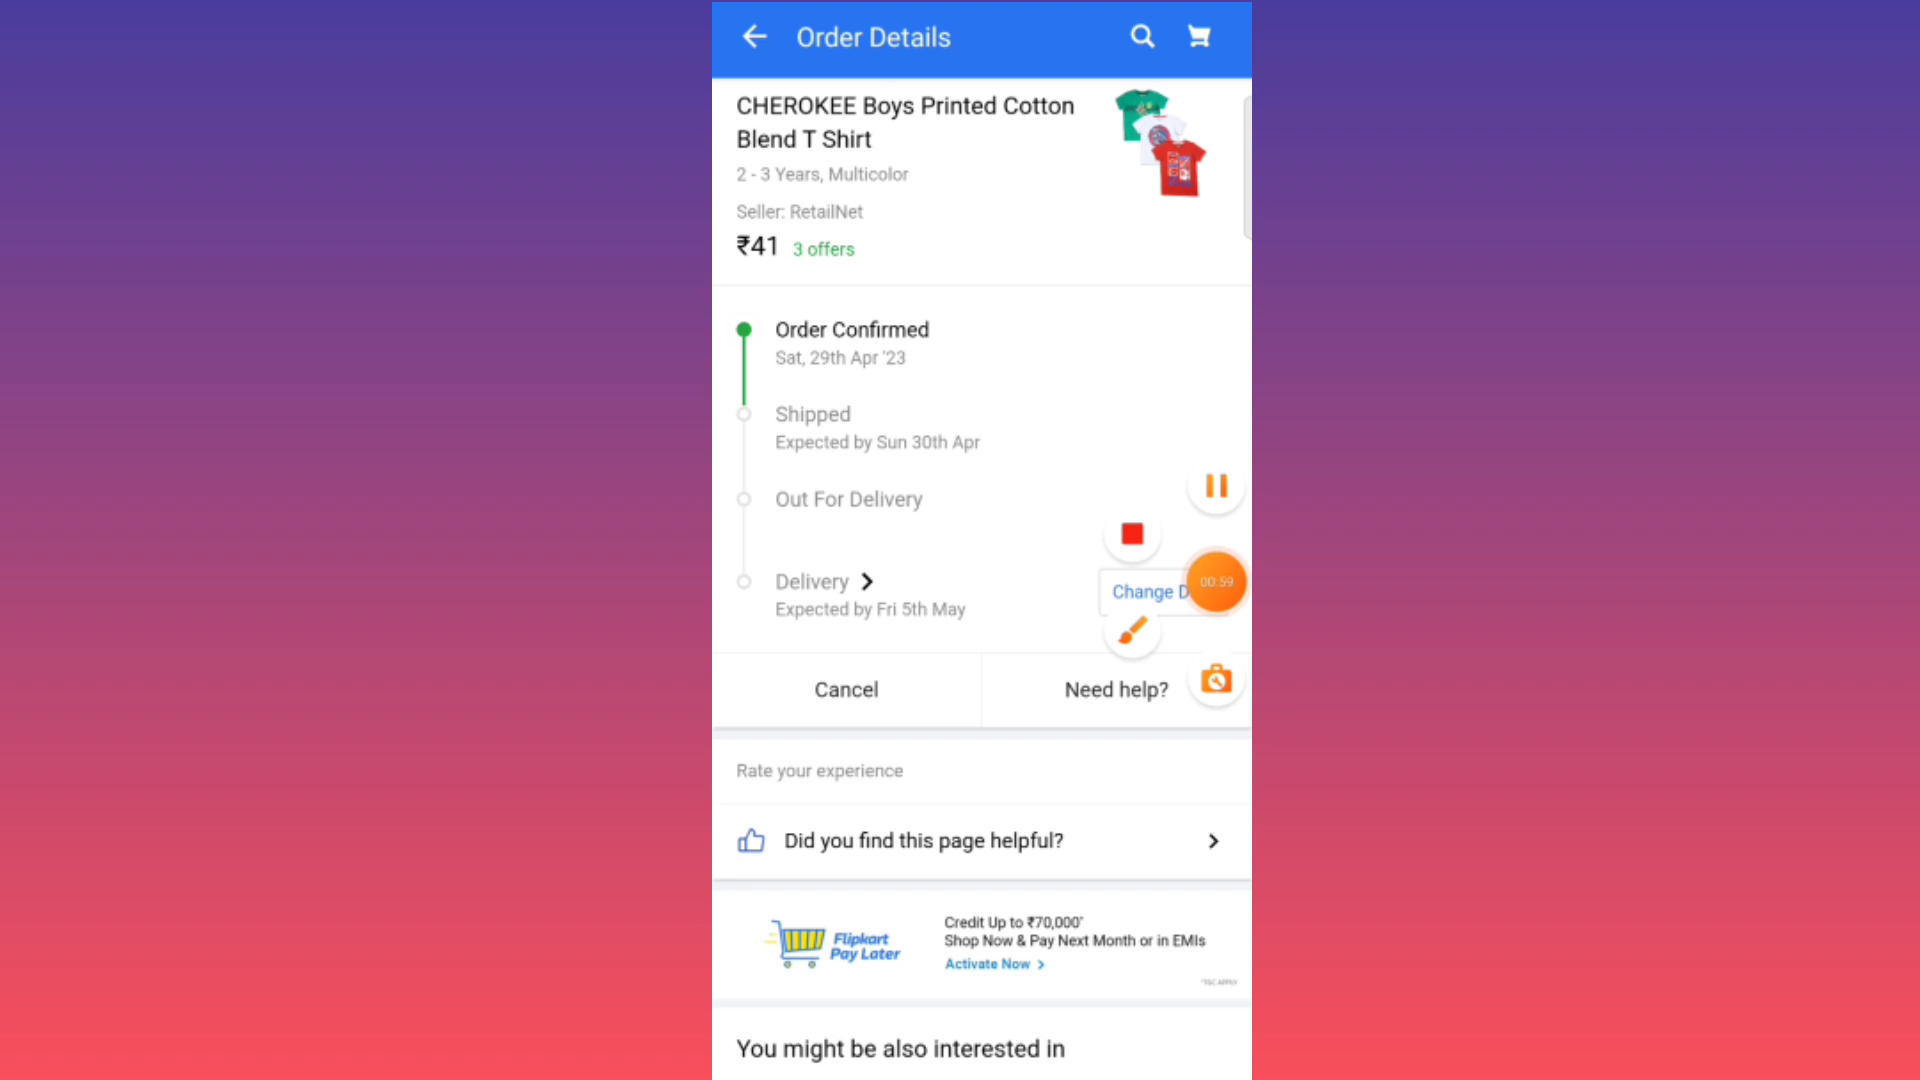 Order Details
CHEROKEE Boys Printed Cotton
Blend T Shirt
2 - 3 Years, Multicolor
Seller: RetailNet
₹41 3 offers
Order Confirmed
Sat, 29th Apr '23
Shipped
Expected by Sun 30th Apr
Out For Delivery
Delivery
Expected by Fri 5th May
Change D
00:59
Cancel
Need help?
Rate your experience
Did you find this page helpful?
Flipkart
Pay Later
Credit Up to ₹70,000*
Shop Now & Pay Next Month or in EMIs
Activate Now >
*T&C APPLY
You might be also interested in